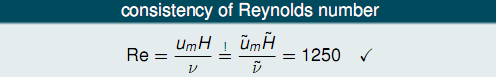 consistency of Reynolds number
Re = u_m H / ν =! ũ_m H̃ / ν̃ = 1250 ✓